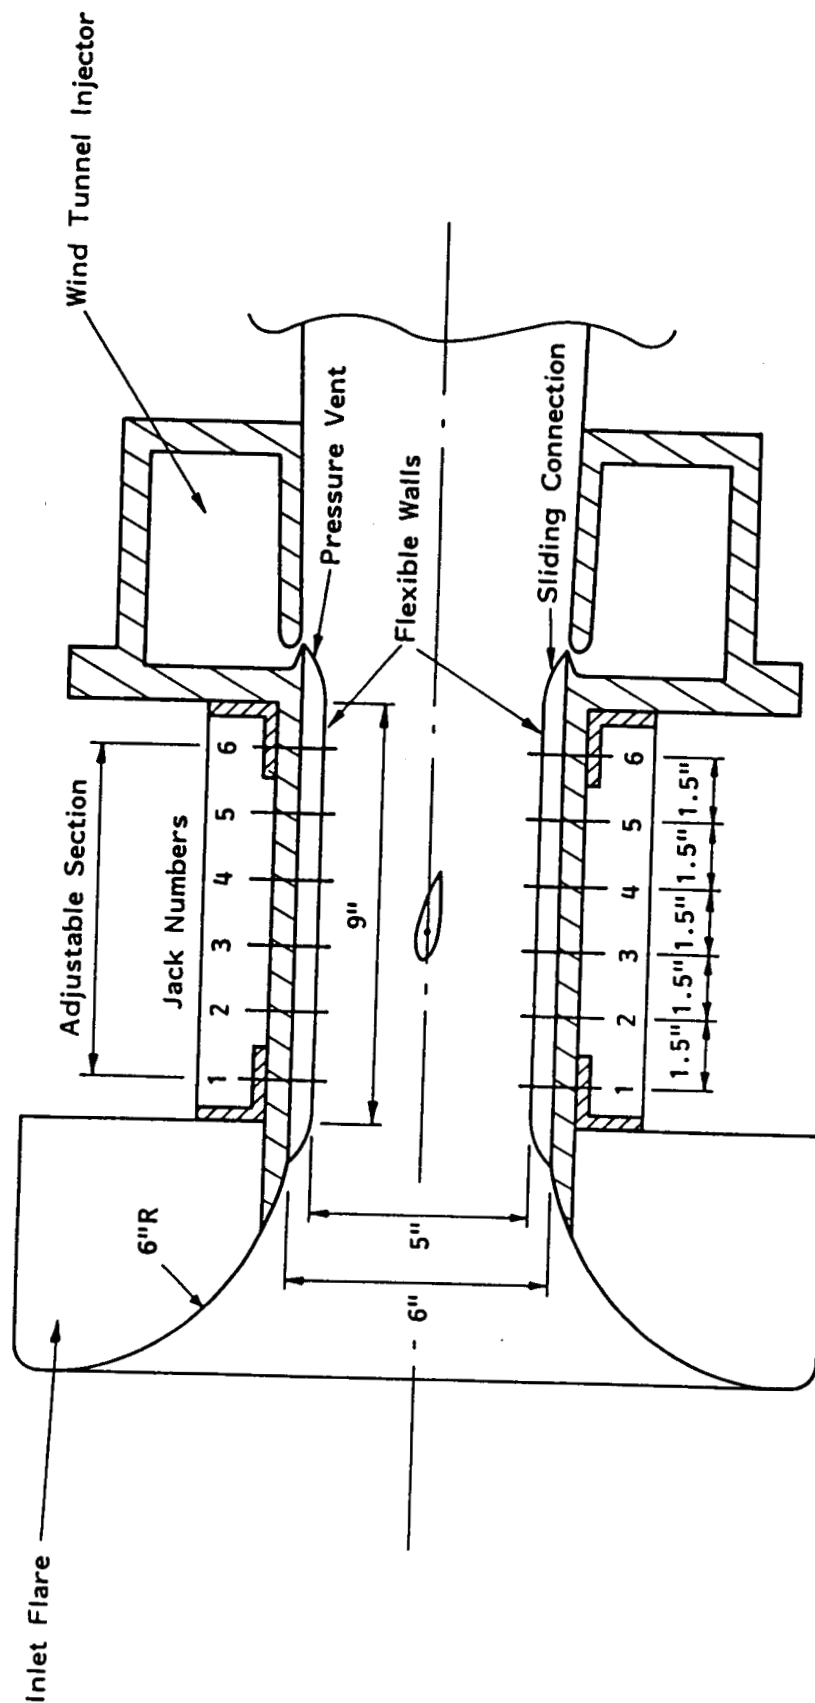 Wind Tunnel Injector
Adjustable Section
Jack Numbers
1 2 3 4 5 6
Pressure Vent
Flexible Walls
Sliding Connection
9"
6"R
5"
6"
Inlet Flare
1 2 3 4 5 6
1.5" 1.5" 1.5" 1.5" 1.5"